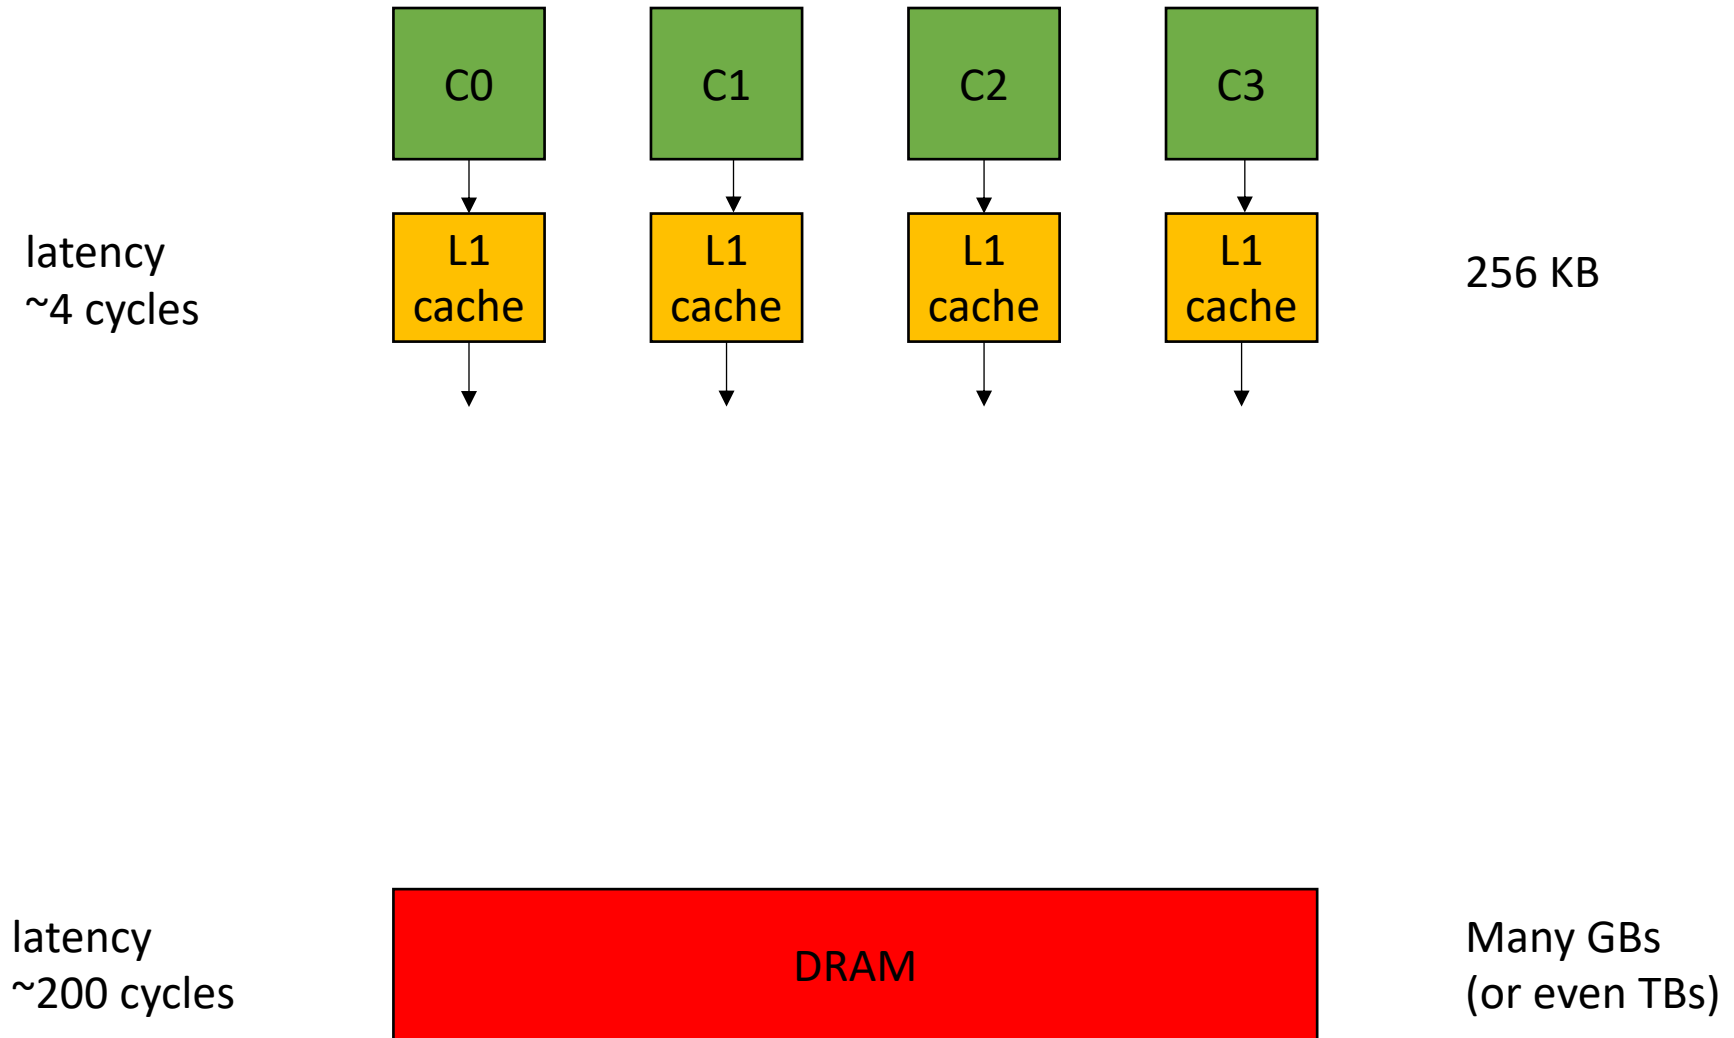 C0
C1
C2
C3
latency
~4 cycles
L1
cache
L1
cache
L1
cache
L1
cache
256 KB
latency
~200 cycles
DRAM
Many GBs
(or even TBs)